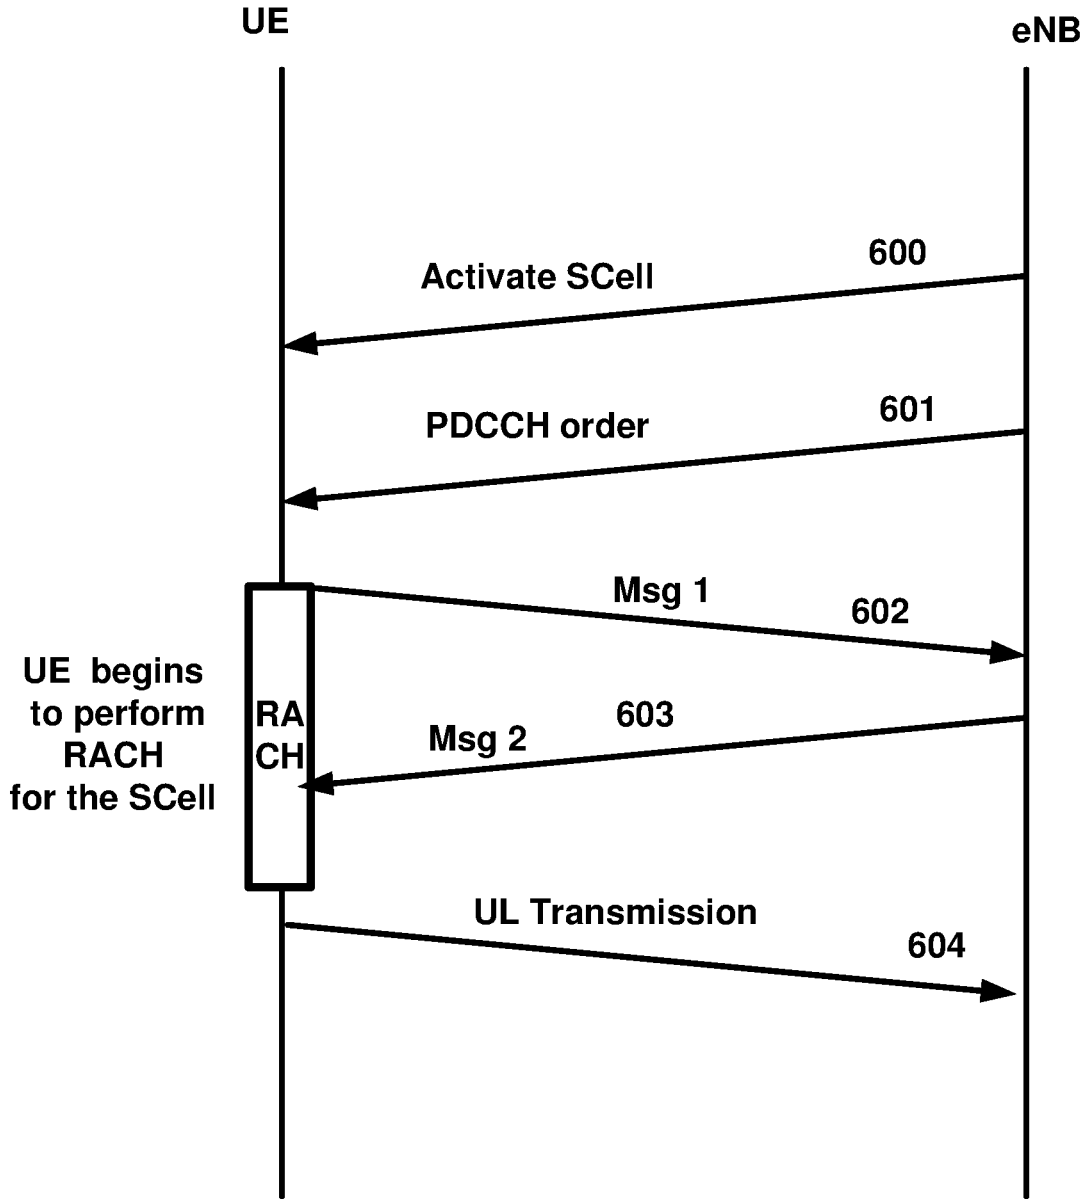 UE
eNB
600
Activate SCell
601
PDCCH order
Msg 1
602
UE begins
to perform
RACH
for the SCell
RA
CH
603
Msg 2
UL Transmission
604